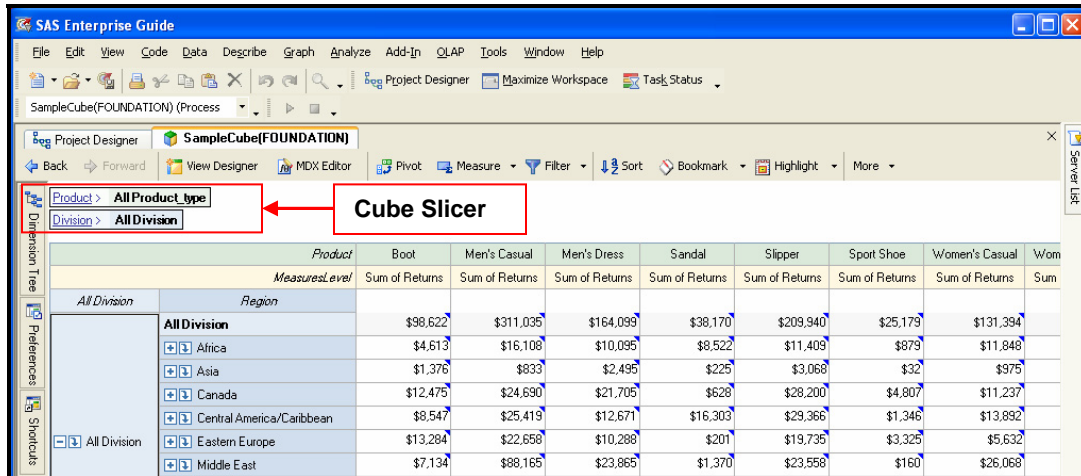 SAS Enterprise Guide
File Edit View Code Data Describe Graph Analyze Add-In OLAP Tools Window Help
Project Designer Maximize Workspace Task Status
SampleCube(FOUNDATION) (Process
Project Designer SampleCube(FOUNDATION)
Back Forward View Designer MDX Editor Pivot Measure Filter Sort Bookmark Highlight More
Product > All Product_type
Division > All Division
Cube Slicer
Product Boot Men's Casual Men's Dress Sandal Slipper Sport Shoe Women's Casual Wom
MeasuresLevel Sum of Returns Sum of Returns Sum of Returns Sum of Returns Sum of Returns Sum of Returns Sum of Returns Sum
All Division Region
All Division $98,622 $311,035 $164,099 $38,170 $209,940 $25,179 $131,394
Africa $4,613 $16,108 $10,095 $8,522 $11,409 $879 $11,848
Asia $1,376 $833 $2,495 $225 $3,068 $32 $975
Canada $12,475 $24,690 $21,705 $628 $28,200 $4,807 $11,237
Central America/Caribbean $8,547 $25,419 $12,671 $16,303 $29,366 $1,346 $13,892
All Division Eastern Europe $13,284 $22,658 $10,288 $201 $19,735 $3,325 $5,632
Middle East $7,134 $88,165 $23,865 $1,370 $23,558 $160 $26,068
Dimension Tree
Preferences
Shortcuts
Server List